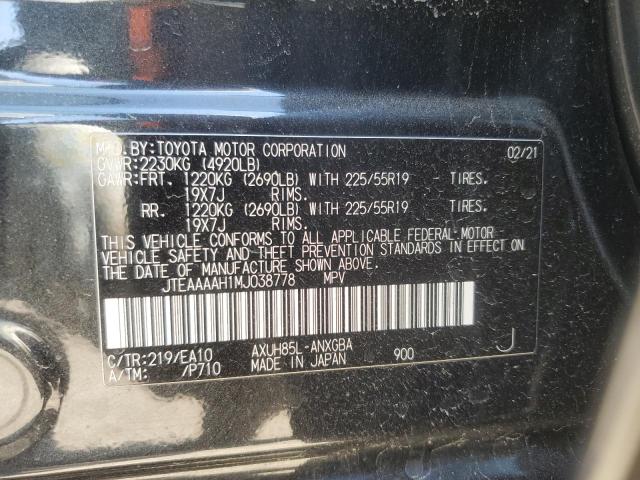 MFD.BY:TOYOTA MOTOR CORPORATION 02/21
GVWR:2230KG (4920LB)
GAWR:FRT. 1220KG (2690LB) WITH 225/55R19 TIRES.
19X7J RIMS.
RR. 1220KG (2690LB) WITH 225/55R19 TIRES.
19X7J RIMS.
THIS VEHICLE CONFORMS TO ALL APPLICABLE FEDERAL MOTOR
VEHICLE SAFETY AND THEFT PREVENTION STANDARDS IN EFFECT ON
THE DATE OF MANUFACTURE SHOWN ABOVE.
JTEAAAAH1MJ038778 MPV
C/TR:219/EA10 AXUH85L-ANXGBA J
A/TM: /P710 MADE IN JAPAN 900